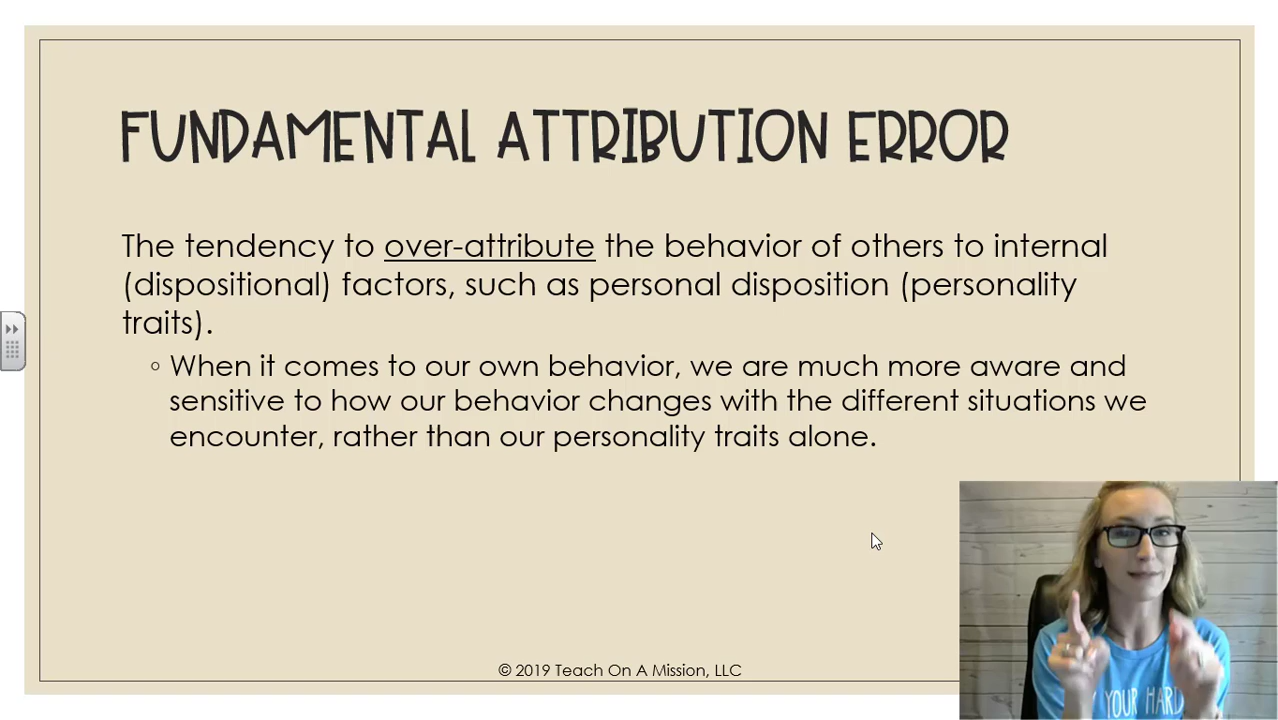 FUNDAMENTAL ATTRIBUTION ERROR
The tendency to over-attribute the behavior of others to internal
(dispositional) factors, such as personal disposition (personality
traits).
◦ When it comes to our own behavior, we are much more aware and
sensitive to how our behavior changes with the different situations we
encounter, rather than our personality traits alone.
© 2019 Teach On A Mission, LLC
YOUR HARD